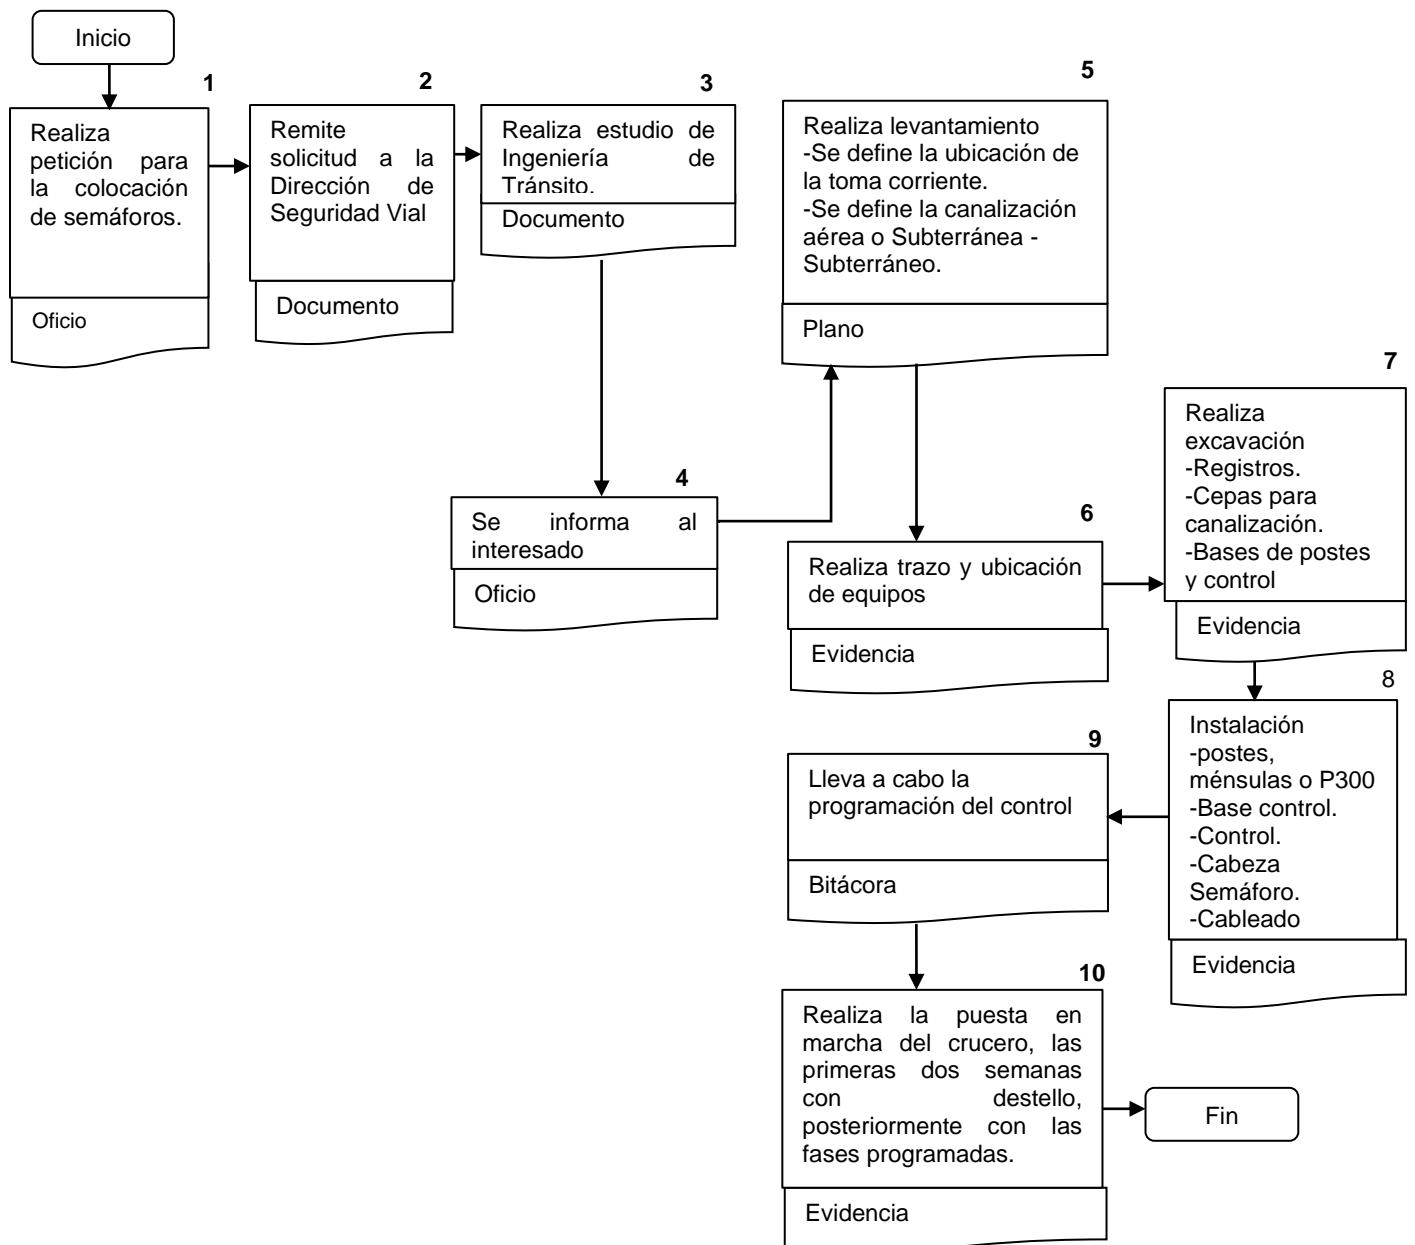 Inicio
1
Realiza
petición para
la colocación
de semáforos.
Oficio
2
Remite
solicitud a la
Dirección de
Seguridad Vial
Documento
3
Realiza estudio de
Ingeniería de
Tránsito.
Documento
4
Se informa al
interesado
Oficio
5
Realiza levantamiento
-Se define la ubicación de
la toma corriente.
-Se define la canalización
aérea o Subterránea -
Subterráneo.
Plano
6
Realiza trazo y ubicación
de equipos
Evidencia
7
Realiza
excavación
-Registros.
-Cepas para
canalización.
-Bases de postes
y control
Evidencia
8
Instalación
-postes,
ménsulas o P300
-Base control.
-Control.
-Cabeza
Semáforo.
-Cableado
Evidencia
9
Lleva a cabo la
programación del control
Bitácora
10
Realiza la puesta en
marcha del crucero, las
primeras dos semanas
con destello,
posteriormente con las
fases programadas.
Evidencia
Fin